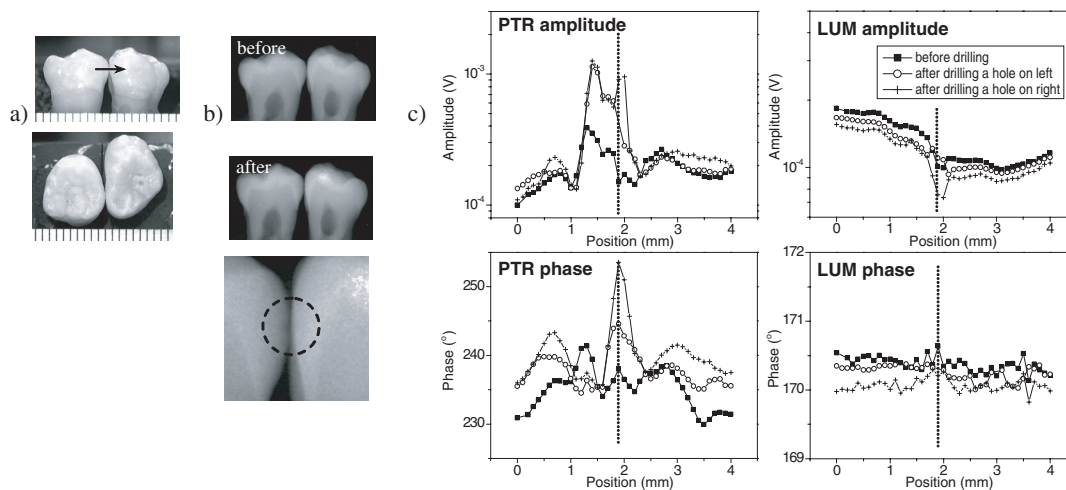 a)
b)
before
after
c)
PTR amplitude
10⁻³
10⁻⁴
Amplitude (V)
0 1 2 3 4
Position (mm)
LUM amplitude
before drilling
after drilling a hole on left
after drilling a hole on right
10⁻⁴
Amplitude (V)
0 1 2 3 4
Position (mm)
PTR phase
250
240
230
Phase (°)
0 1 2 3 4
Position (mm)
LUM phase
172
171
170
169
Phase (°)
0 1 2 3 4
Position (mm)